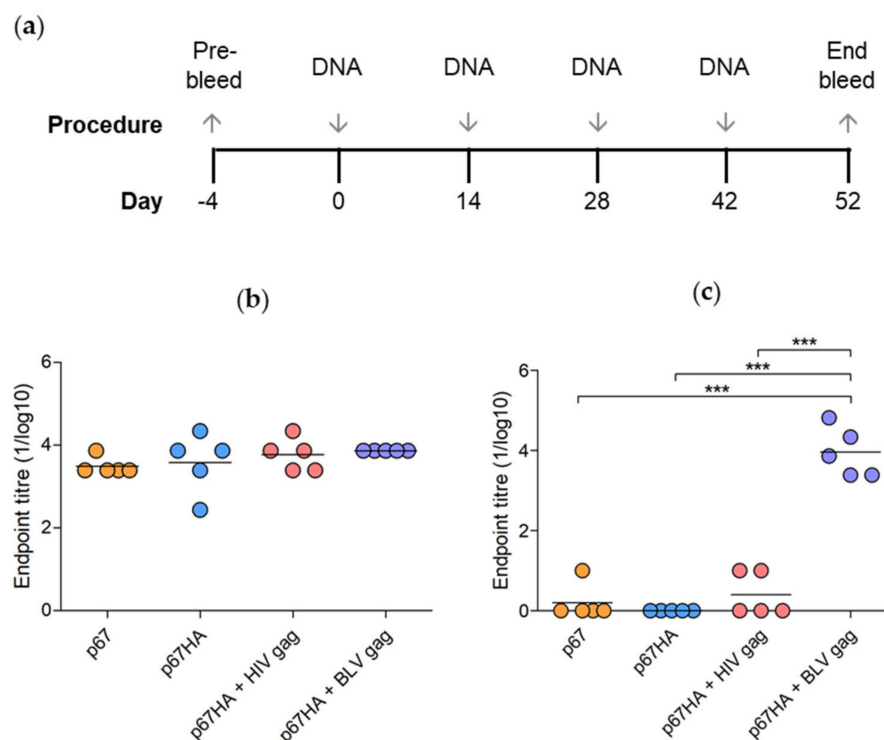 (a)
Pre-
bleed
DNA
DNA
DNA
DNA
End
bleed
Procedure
Day
-4
0
14
28
42
52
(b)
Endpoint titre (1/log10)
6
4
2
0
p67
p67HA
p67HA + HIV gag
p67HA + BLV gag
(c)
***
***
***
Endpoint titre (1/log10)
6
4
2
0
p67
p67HA
p67HA + HIV gag
p67HA + BLV gag